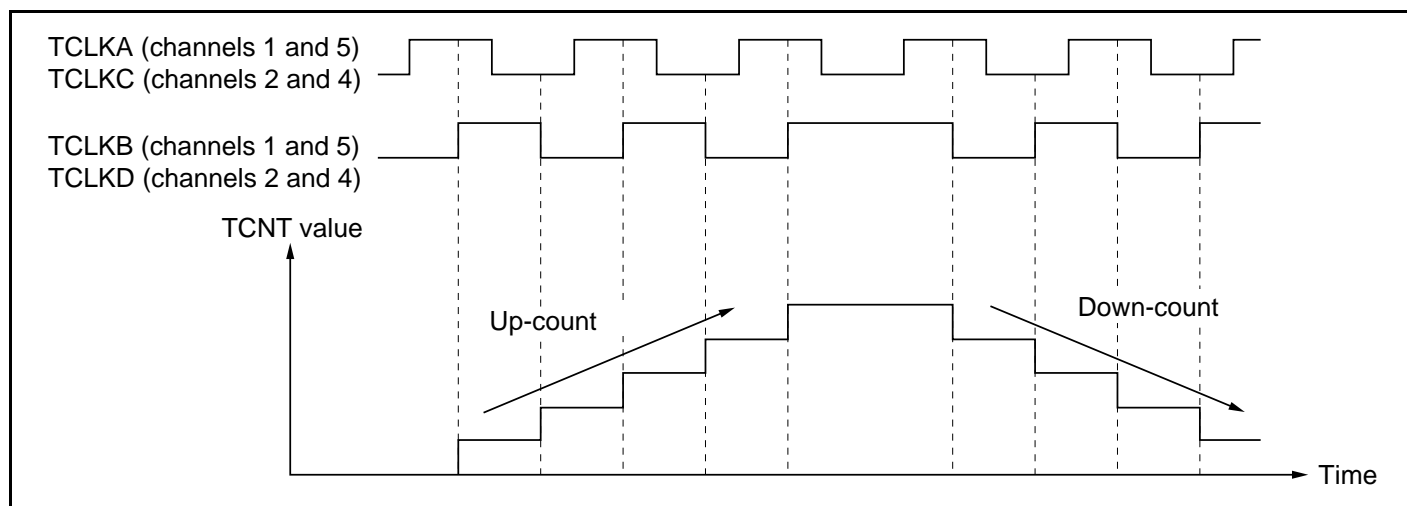 TCLKA (channels 1 and 5)
TCLKC (channels 2 and 4)
TCLKB (channels 1 and 5)
TCLKD (channels 2 and 4)
TCNT value
Up-count
Down-count
Time